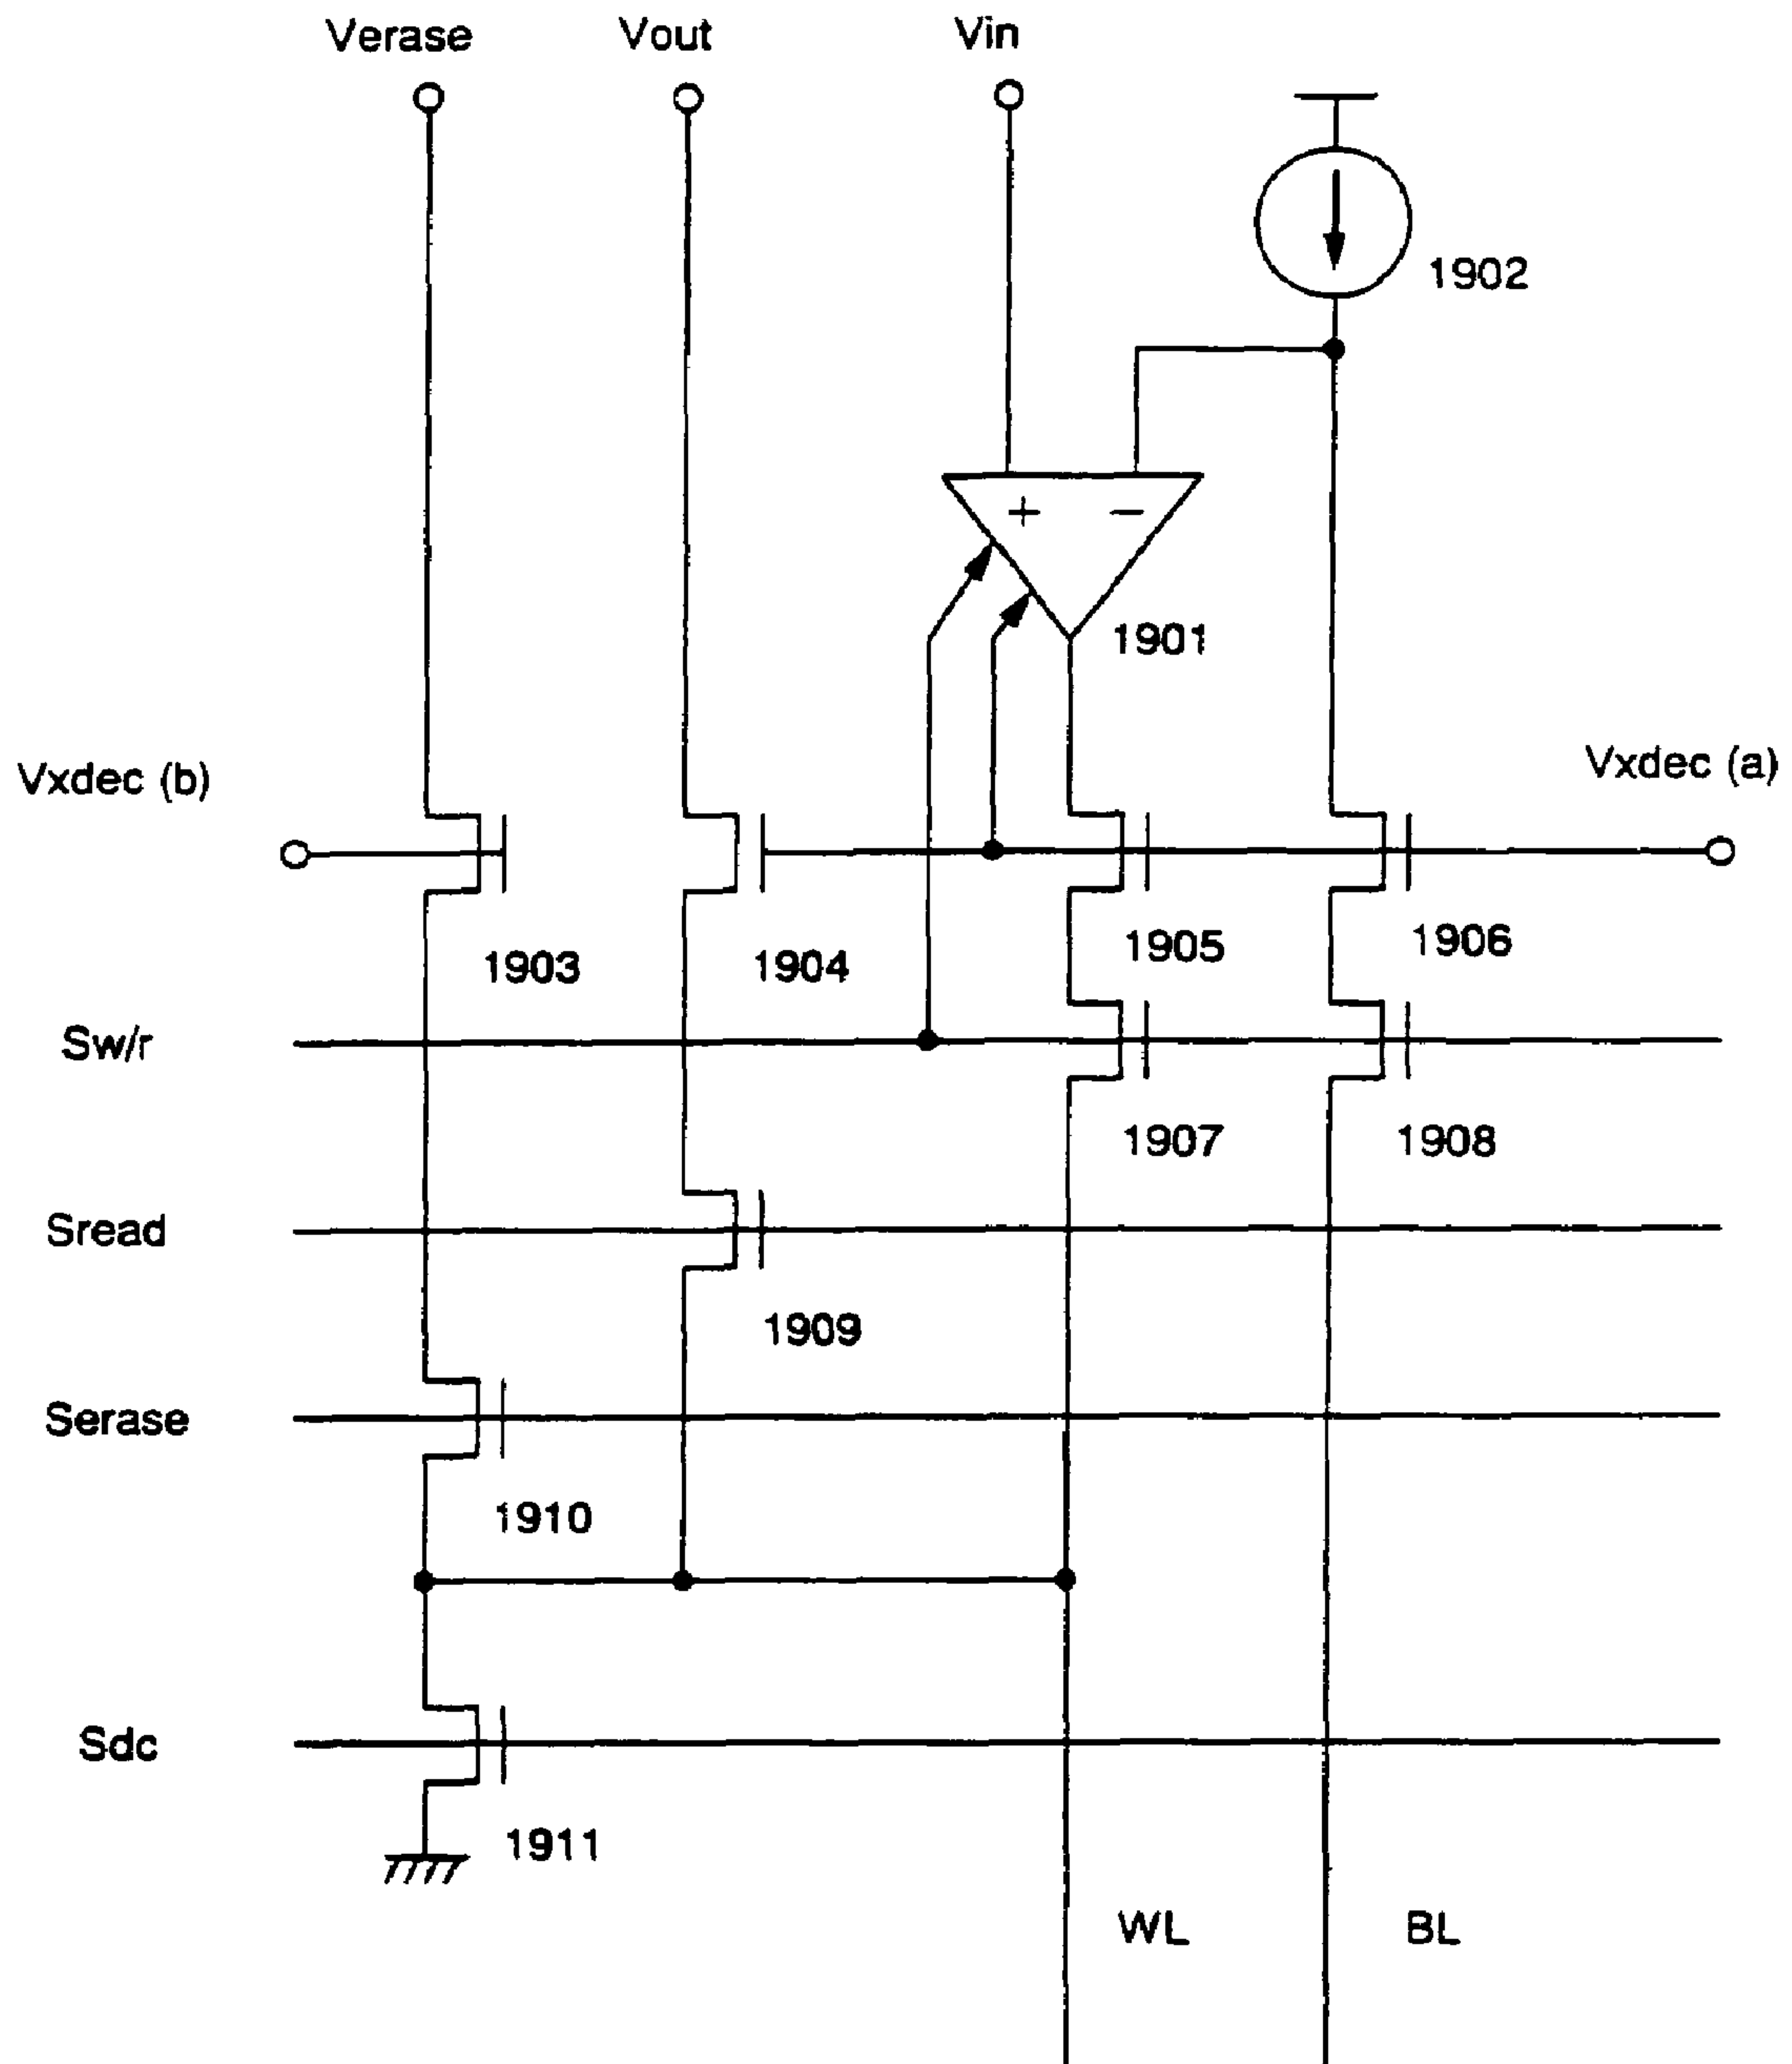 Verase Vout Vin
1902
+ −
1901
Vxdec (b) Vxdec (a)
1903 1904 1905 1906
Sw/r
1907 1908
Sread
1909
Serase
1910
Sdc
1911
WL BL